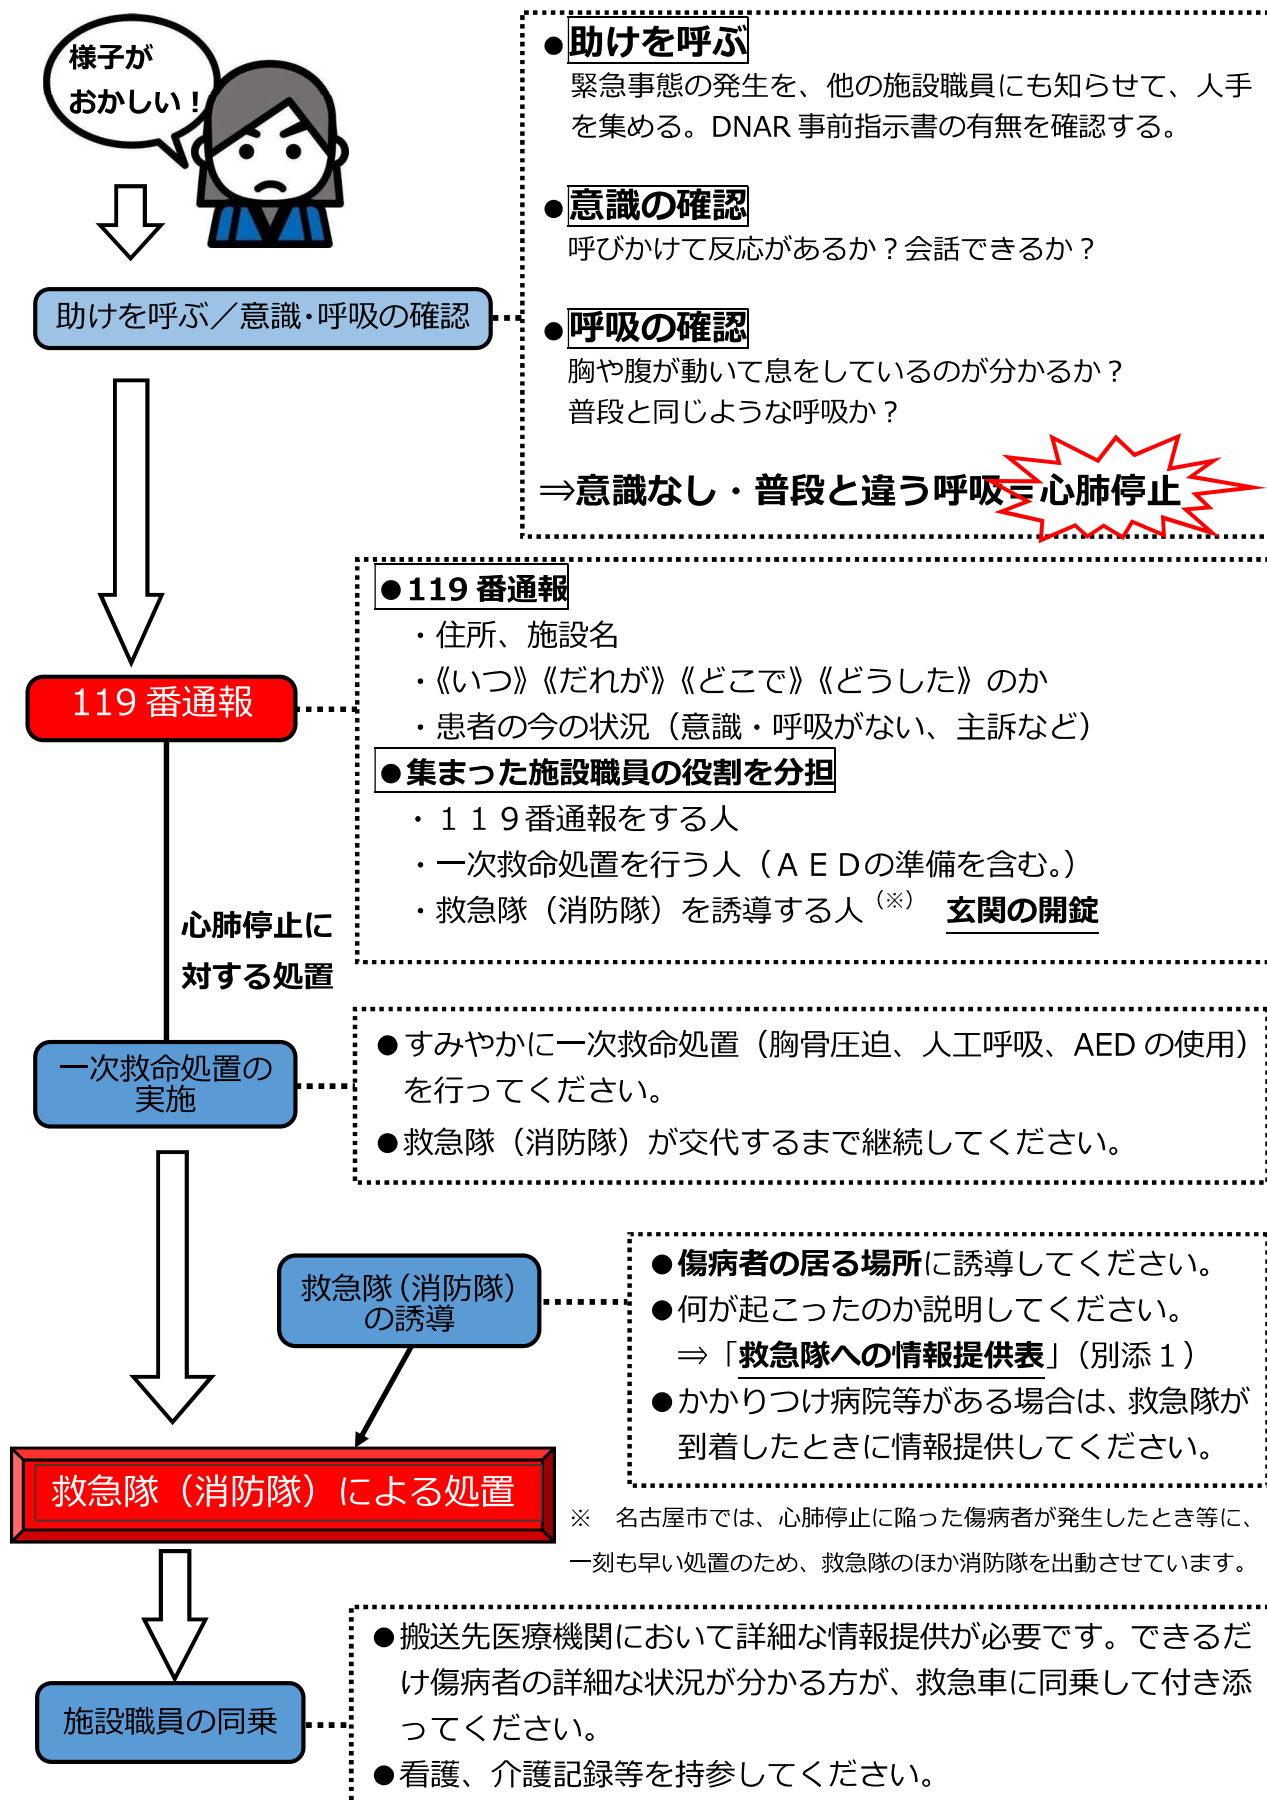 様子が
おかしい！
●助けを呼ぶ
緊急事態の発生を、他の施設職員にも知らせて、人手
を集める。DNAR 事前指示書の有無を確認する。
●意識の確認
呼びかけて反応があるか？会話できるか？
助けを呼ぶ／意識・呼吸の確認
●呼吸の確認
胸や腹が動いて息をしているのが分かるか？
普段と同じような呼吸か？
⇒意識なし・普段と違う呼吸＝心肺停止
●119 番通報
・住所、施設名
・《いつ》《だれが》《どこで》《どうした》のか
・患者の今の状況（意識・呼吸がない、主訴など）
119 番通報
●集まった施設職員の役割を分担
・１１９番通報をする人
・一次救命処置を行う人（ＡＥＤの準備を含む。）
・救急隊（消防隊）を誘導する人（※）　玄関の開錠
心肺停止に
対する処置
一次救命処置の
実施
●すみやかに一次救命処置（胸骨圧迫、人工呼吸、AED の使用）
を行ってください。
●救急隊（消防隊）が交代するまで継続してください。
救急隊（消防隊）
の誘導
●傷病者の居る場所に誘導してください。
●何が起こったのか説明してください。
⇒「救急隊への情報提供表」（別添１）
●かかりつけ病院等がある場合は、救急隊が
到着したときに情報提供してください。
救急隊（消防隊）による処置
※　名古屋市では、心肺停止に陥った傷病者が発生したとき等に、
一刻も早い処置のため、救急隊のほか消防隊を出動させています。
施設職員の同乗
●搬送先医療機関において詳細な情報提供が必要です。できるだ
け傷病者の詳細な状況が分かる方が、救急車に同乗して付き添
ってください。
●看護、介護記録等を持参してください。